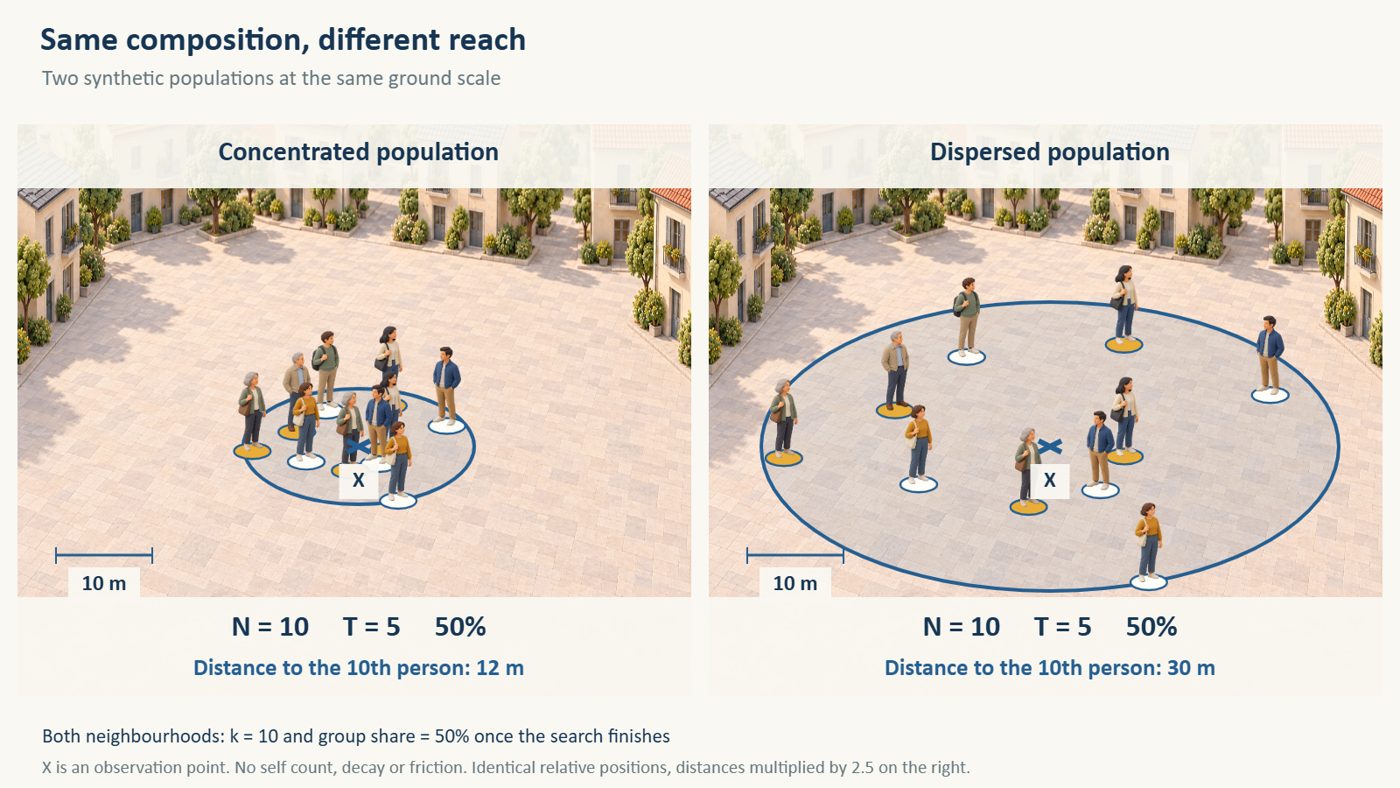 Same composition, different reach
Two synthetic populations at the same ground scale
Concentrated population
X
10 m
N = 10 T = 5 50%
Distance to the 10th person: 12 m
Dispersed population
X
10 m
N = 10 T = 5 50%
Distance to the 10th person: 30 m
Both neighbourhoods: k = 10 and group share = 50% once the search finishes
X is an observation point. No self count, decay or friction. Identical relative positions, distances multiplied by 2.5 on the right.